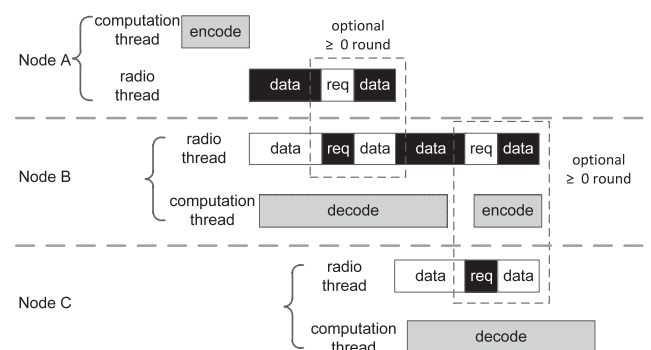 computation
thread
encode
optional
≥ 0 round
Node A
radio
thread
data
req
data
radio
thread
data
req
data
data
req
data
optional
≥ 0 round
Node B
computation
thread
decode
encode
radio
thread
data
req
data
Node C
computation
thread
decode